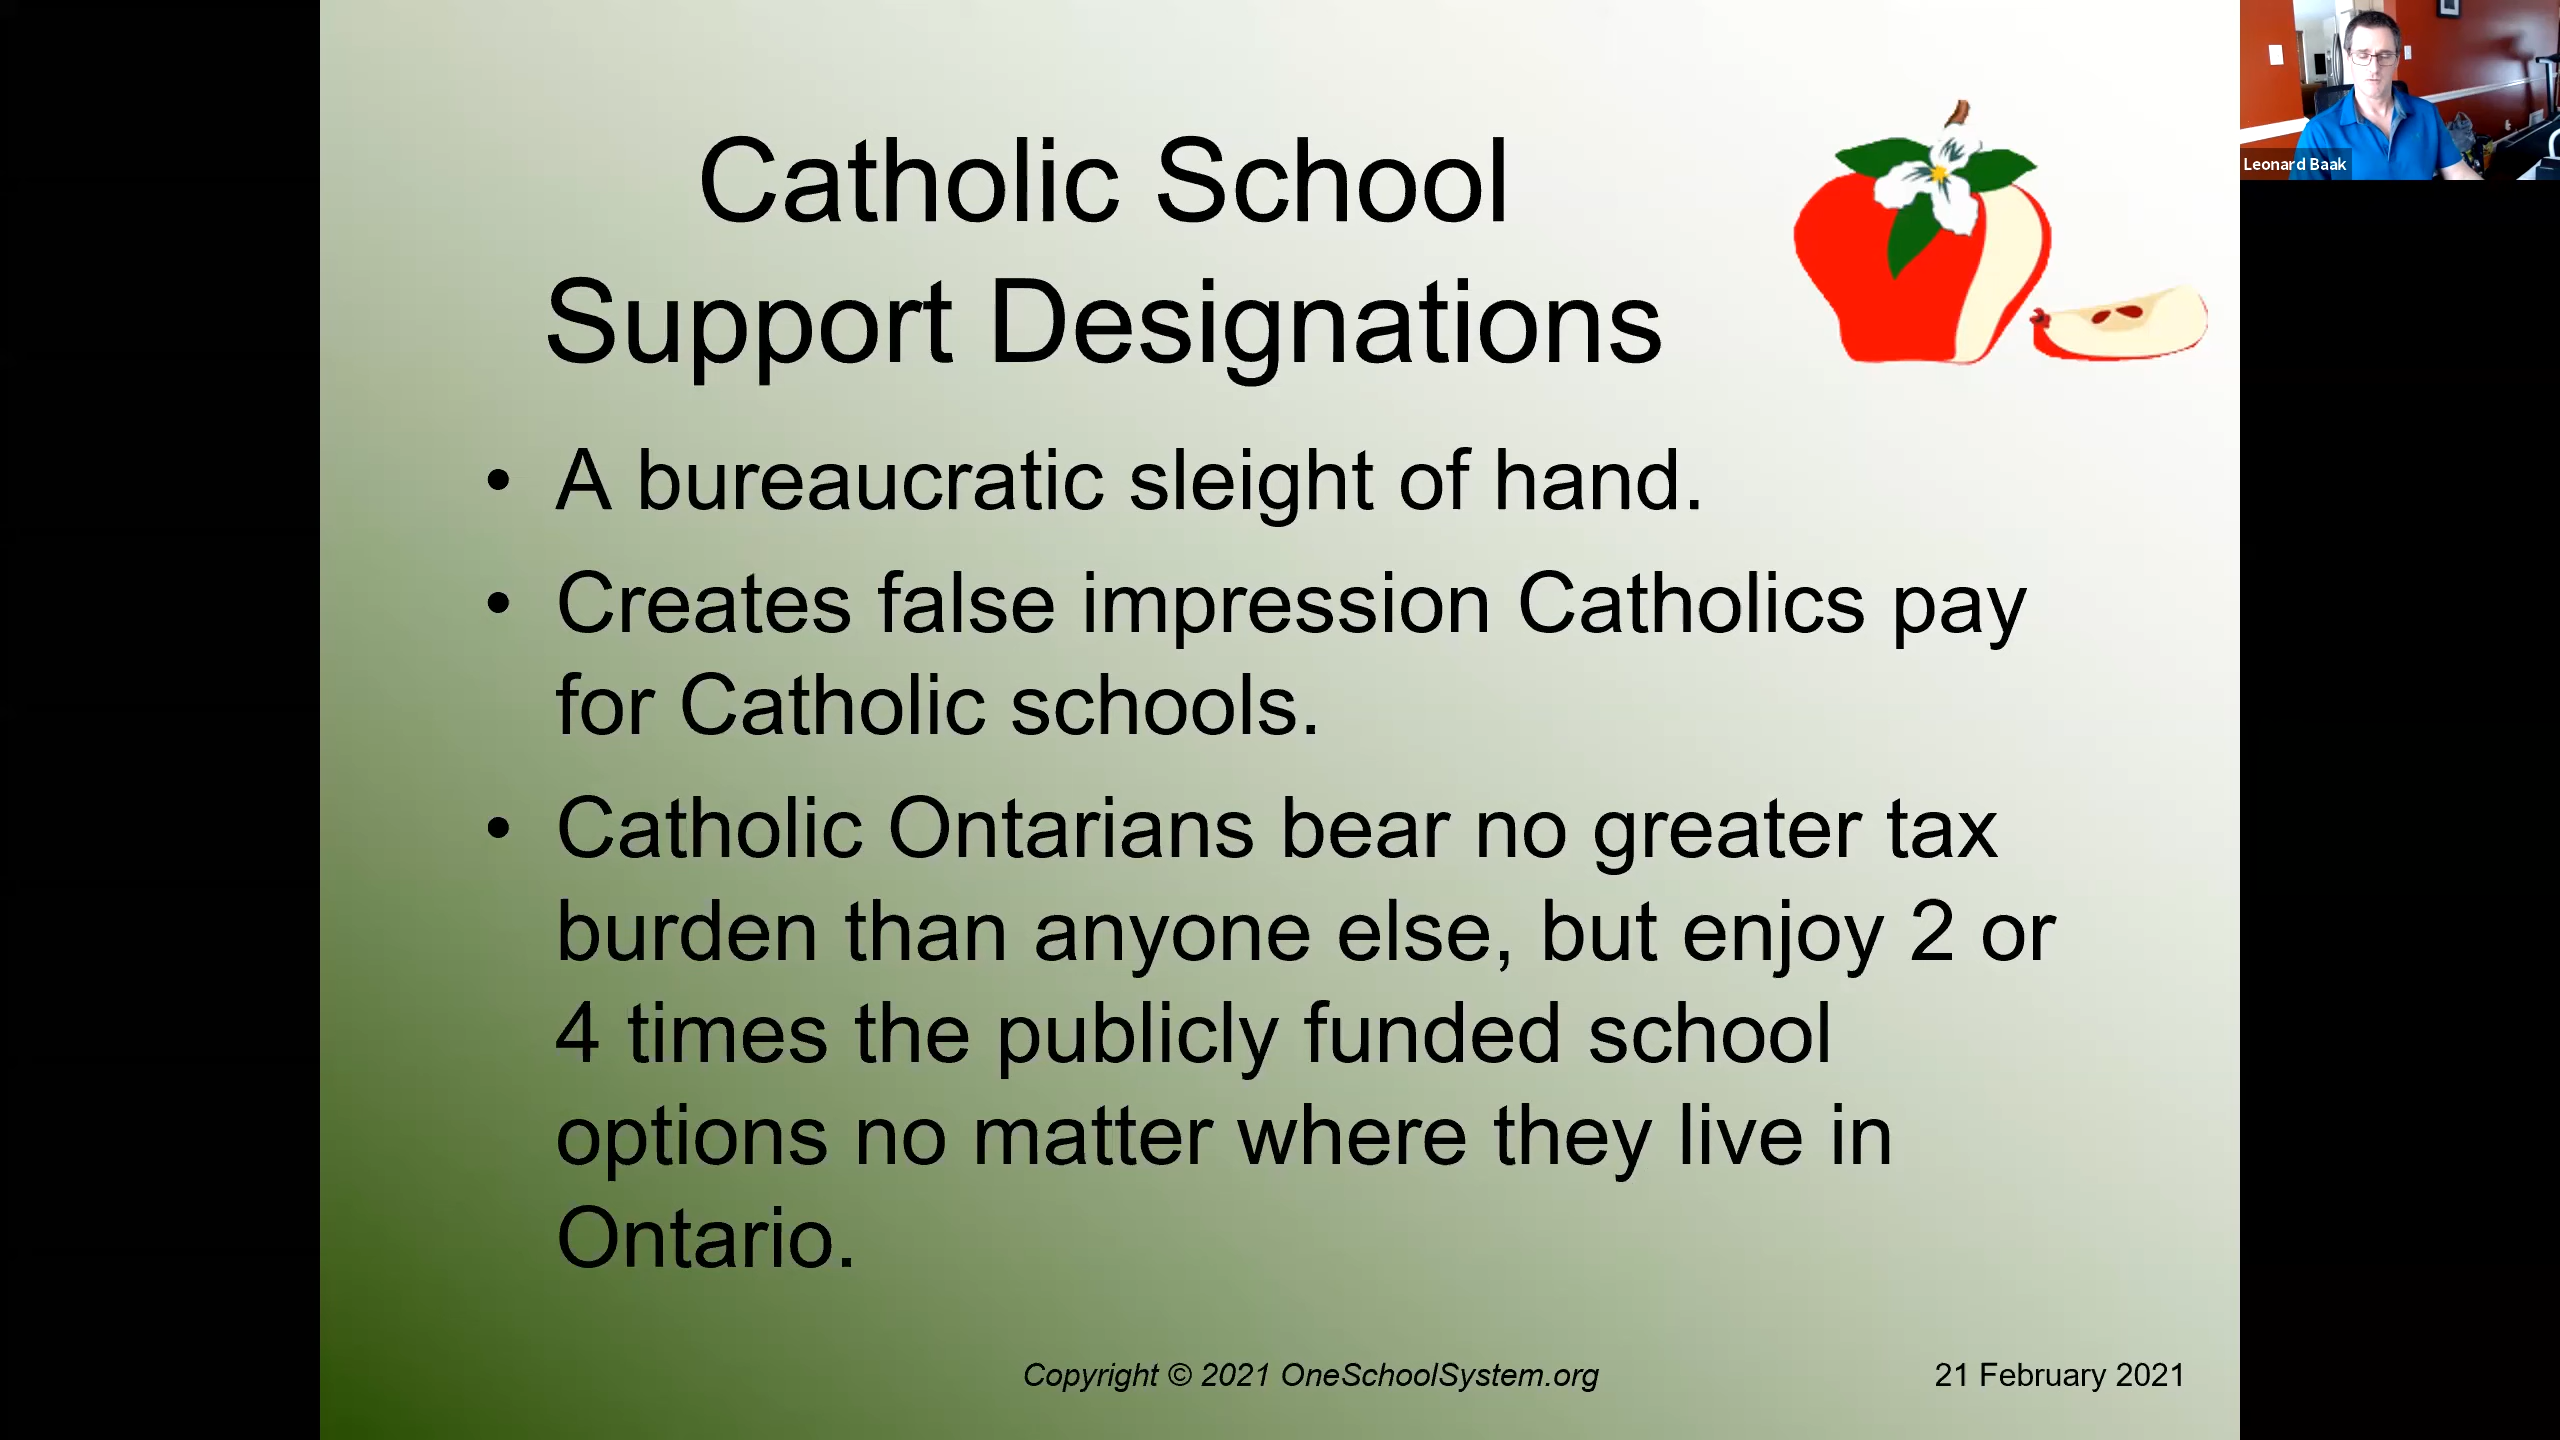 Catholic School
Support Designations
Leonard Baak
• A bureaucratic sleight of hand.
• Creates false impression Catholics pay
for Catholic schools.
• Catholic Ontarians bear no greater tax
burden than anyone else, but enjoy 2 or
4 times the publicly funded school
options no matter where they live in
Ontario.
Copyright © 2021 OneSchoolSystem.org
21 February 2021